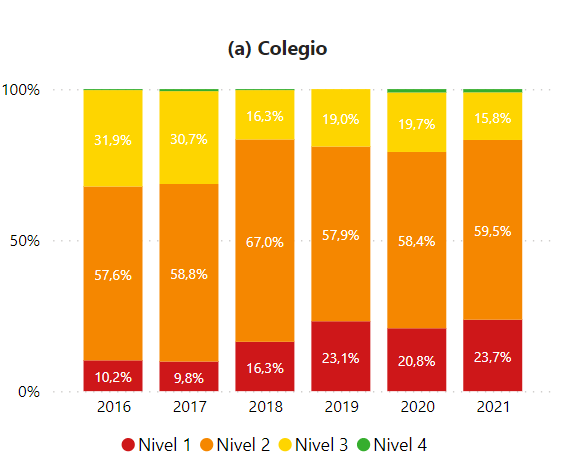 (a) Colegio
100%
50%
0%
31,9% 30,7% 16,3% 19,0% 19,7% 15,8%
57,6% 58,8% 67,0% 57,9% 58,4% 59,5%
10,2% 9,8% 16,3% 23,1% 20,8% 23,7%
2016 2017 2018 2019 2020 2021
Nivel 1 Nivel 2 Nivel 3 Nivel 4